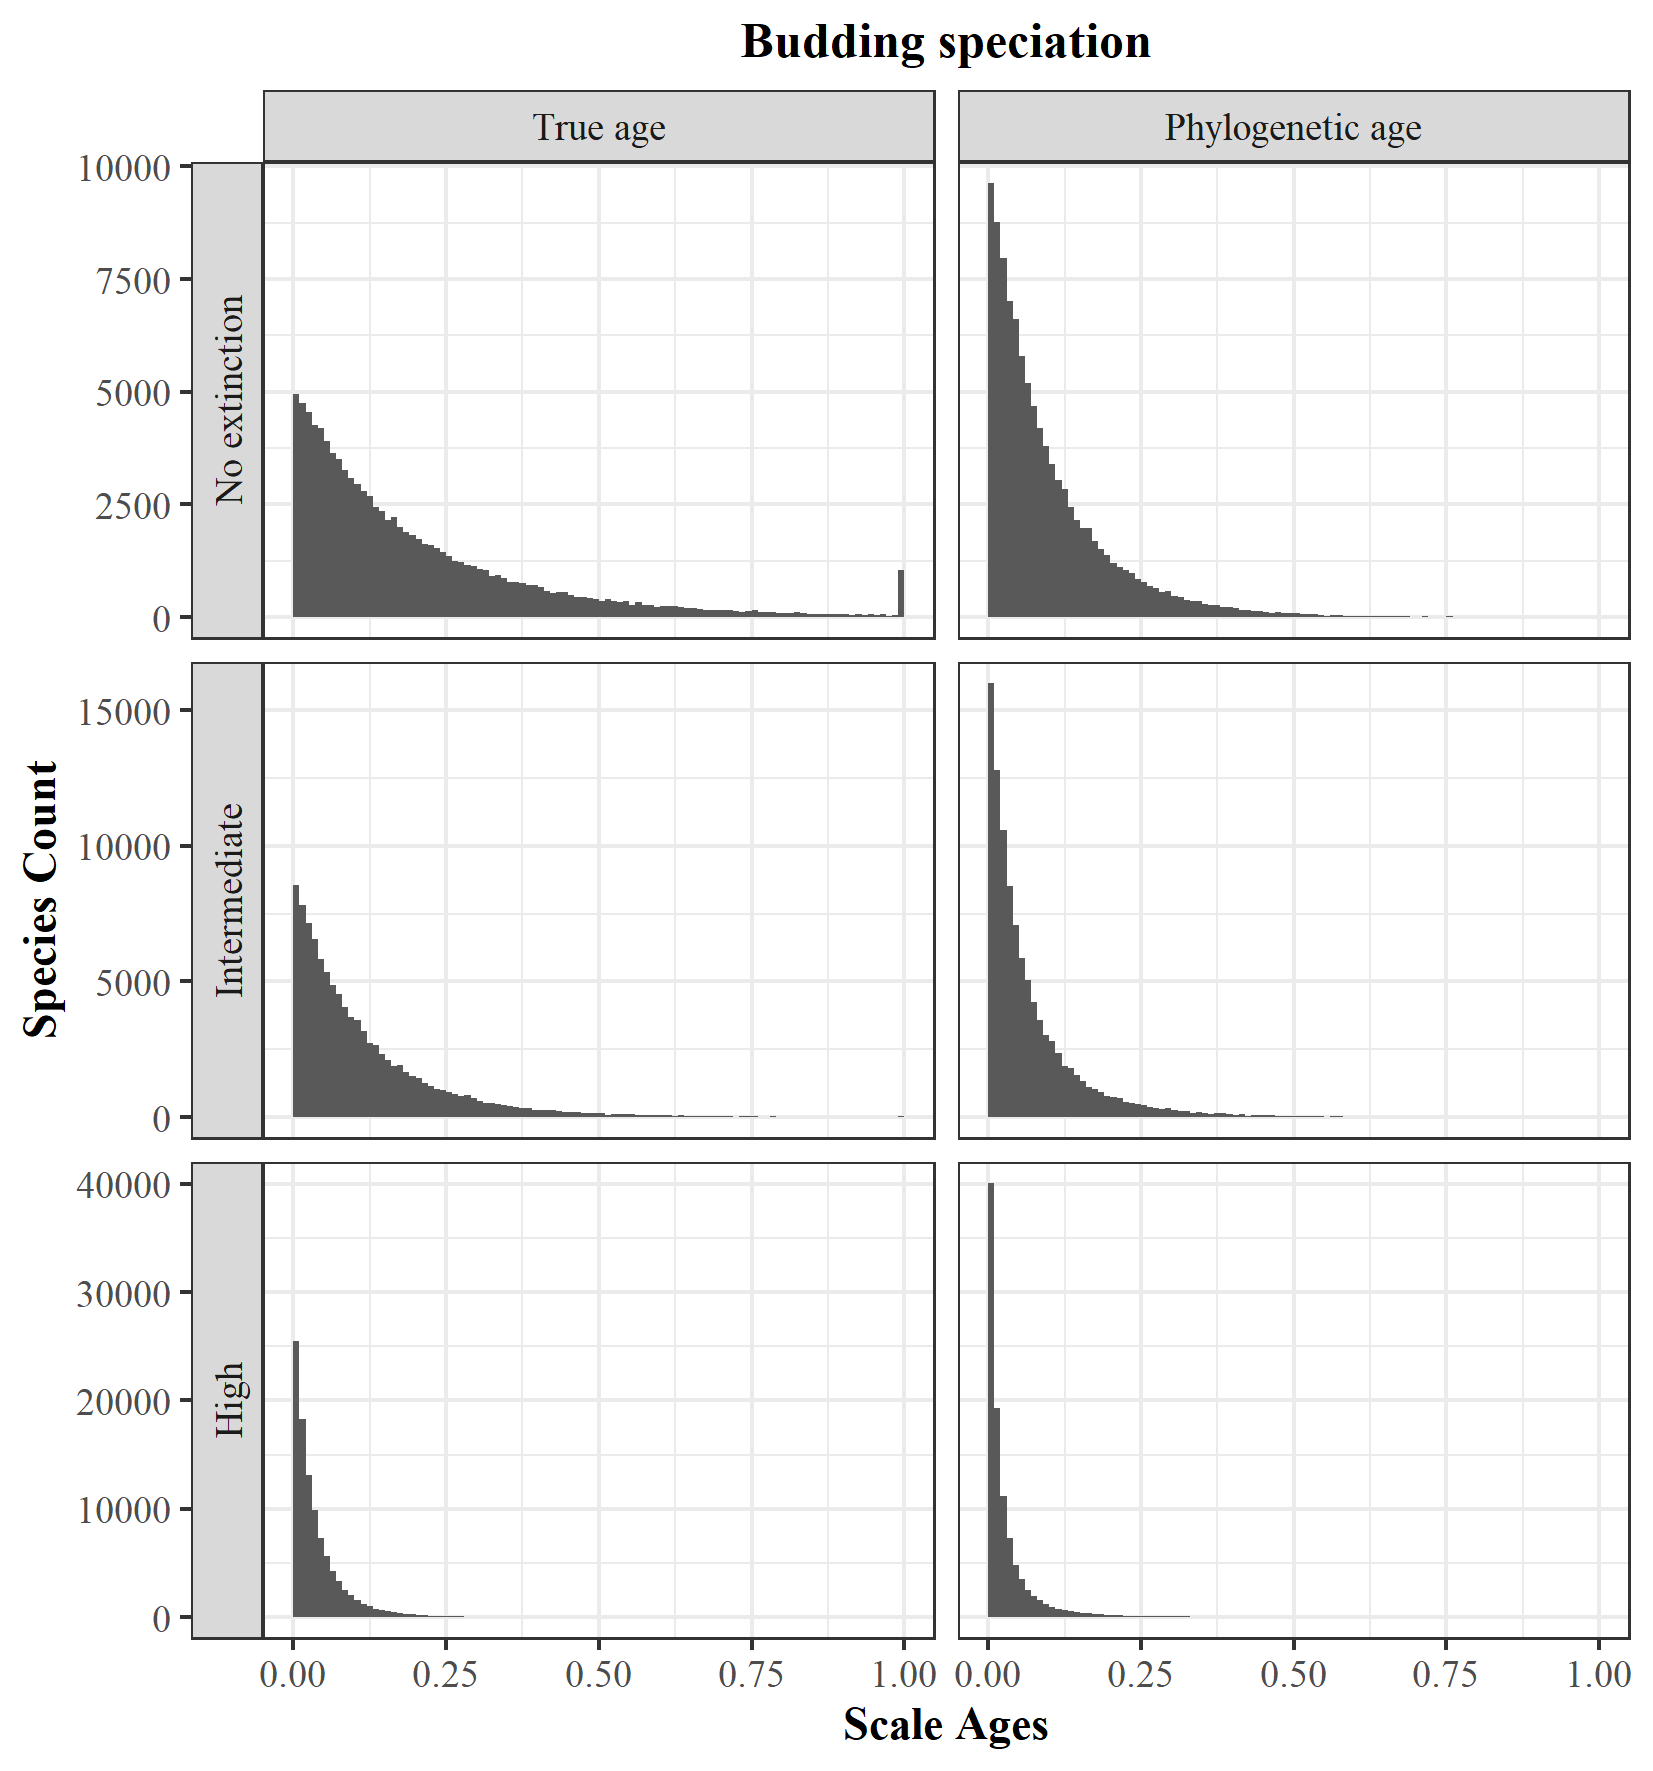 Budding speciation
True age
Phylogenetic age
No extinction
10000
7500
5000
2500
0
Intermediate
15000
10000
5000
0
High
40000
30000
20000
10000
0
Species Count
0.00 0.25 0.50 0.75 1.00 0.00 0.25 0.50 0.75 1.00
Scale Ages